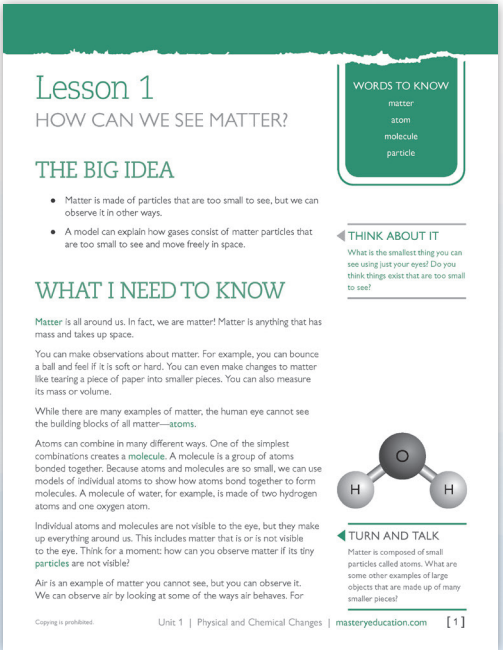 Lesson 1
HOW CAN WE SEE MATTER?
WORDS TO KNOW
matter
atom
molecule
particle
THE BIG IDEA
• Matter is made of particles that are too small to see, but we can
observe it in other ways.
• A model can explain how gases consist of matter particles that
are too small to see and move freely in space.
THINK ABOUT IT
What is the smallest thing you can
see using just your eyes? Do you
think things exist that are too small
to see?
WHAT I NEED TO KNOW
Matter is all around us. In fact, we are matter! Matter is anything that has
mass and takes up space.
You can make observations about matter. For example, you can bounce
a ball and feel if it is soft or hard. You can even make changes to matter
like tearing a piece of paper into smaller pieces. You can also measure
its mass or volume.
While there are many examples of matter, the human eye cannot see
the building blocks of all matter—atoms.
Atoms can combine in many different ways. One of the simplest
combinations creates a molecule. A molecule is a group of atoms
bonded together. Because atoms and molecules are so small, we can use
models of individual atoms to show how atoms bond together to form
molecules. A molecule of water, for example, is made of two hydrogen
atoms and one oxygen atom.
O
H
H
Individual atoms and molecules are not visible to the eye, but they make
up everything around us. This includes matter that is or is not visible
to the eye. Think for a moment: how can you observe matter if its tiny
particles are not visible?
Air is an example of matter you cannot see, but you can observe it.
We can observe air by looking at some of the ways air behaves. For
TURN AND TALK
Matter is composed of small
particles called atoms. What are
some other examples of large
objects that are made up of many
smaller pieces?
Copying is prohibited.
Unit 1 | Physical and Chemical Changes | masteryeducation.com [ 1 ]